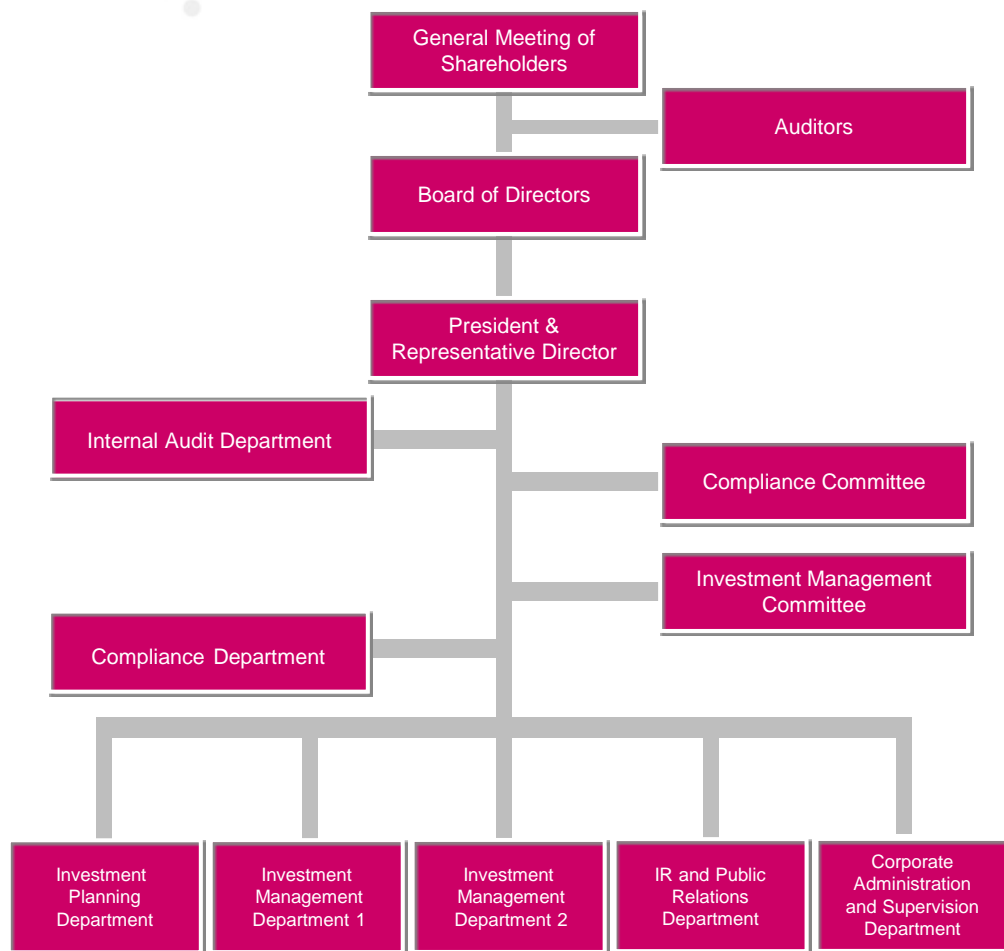 General Meeting of
Shareholders
Auditors
Board of Directors
President &
Representative Director
Internal Audit Department
Compliance Committee
Investment Management
Committee
Compliance Department
Investment
Planning
Department
Investment
Management
Department 1
Investment
Management
Department 2
IR and Public
Relations
Department
Corporate
Administration
and Supervision
Department